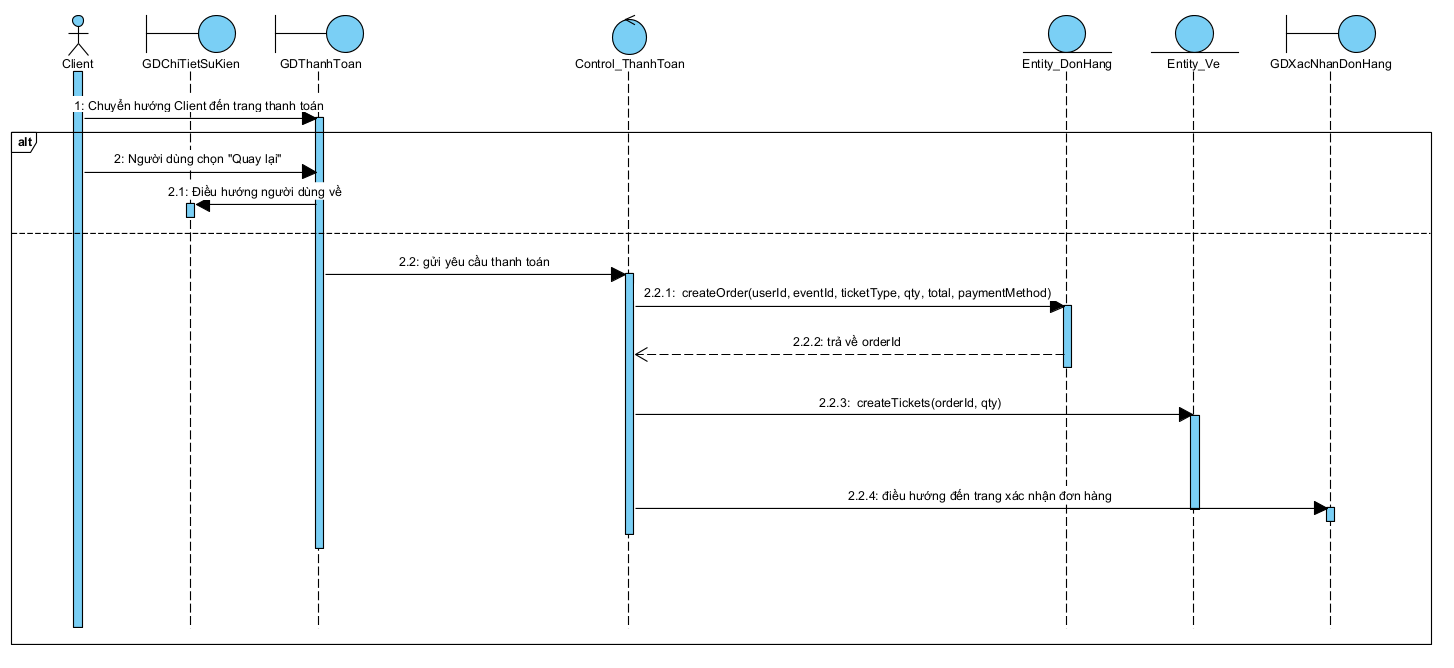 Client
GDChiTietSuKien
GDThanhToan
Control_ThanhToan
Entity_DonHang
Entity_Ve
GDXacNhanDonHang
1: Chuyển hướng Client đến trang thanh toán
alt
2: Người dùng chọn "Quay lại"
2.1: Điều hướng người dùng về
2.2: gửi yêu cầu thanh toán
2.2.1:  createOrder(userId, eventId, ticketType, qty, total, paymentMethod)
2.2.2: trả về orderId
2.2.3:  createTickets(orderId, qty)
2.2.4: điều hướng đến trang xác nhận đơn hàng